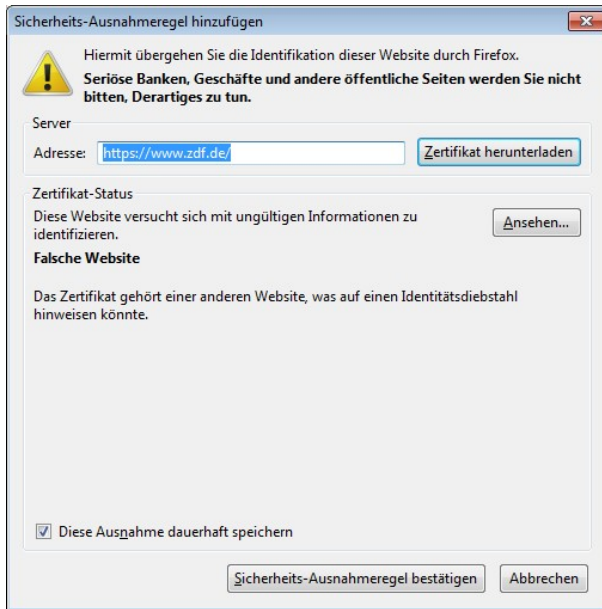 Sicherheits-Ausnahmeregel hinzufügen
Hiermit übergehen Sie die Identifikation dieser Website durch Firefox.
Seriöse Banken, Geschäfte und andere öffentliche Seiten werden Sie nicht
bitten, Derartiges zu tun.
Server
Adresse: https://www.zdf.de/ Zertifikat herunterladen
Zertifikat-Status
Diese Website versucht sich mit ungültigen Informationen zu
identifizieren.
Ansehen...
Falsche Website
Das Zertifikat gehört einer anderen Website, was auf einen Identitätsdiebstahl
hinweisen könnte.
Diese Ausnahme dauerhaft speichern
Sicherheits-Ausnahmeregel bestätigen Abbrechen